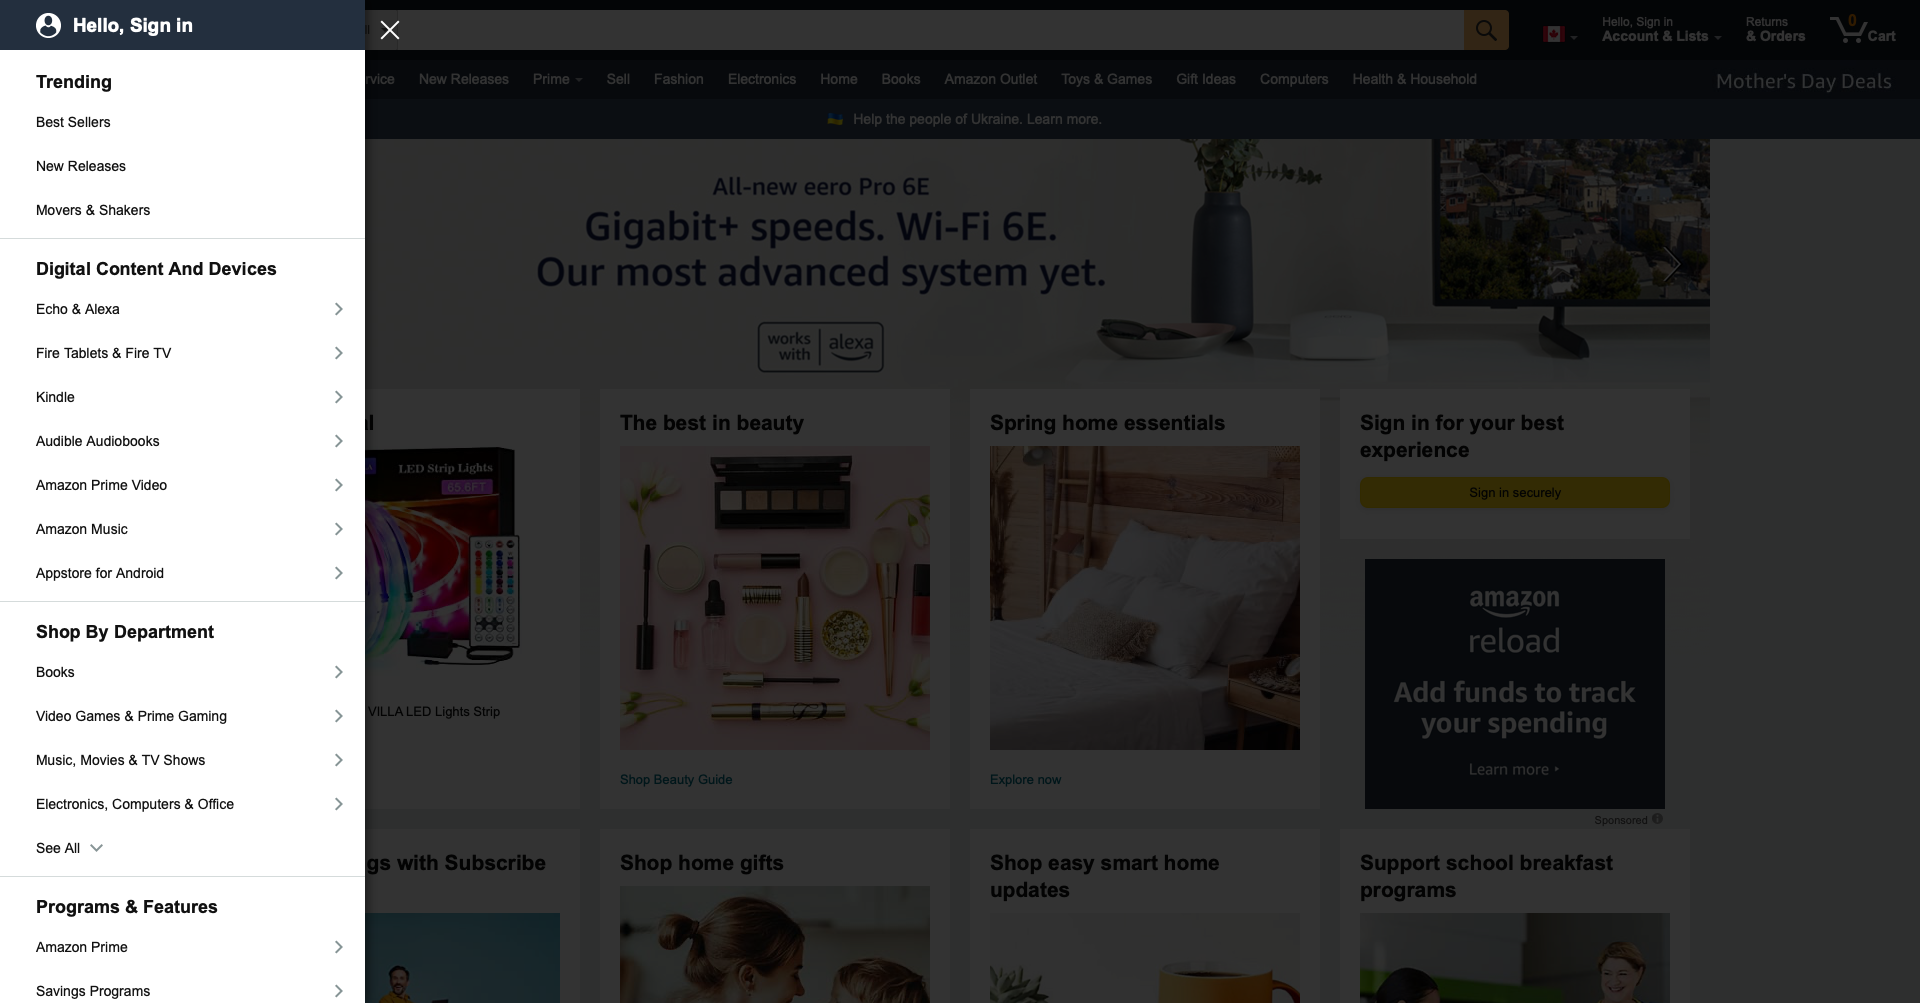 Hello, Sign in
Trending
Best Sellers
New Releases
Movers & Shakers
Digital Content And Devices
Echo & Alexa
Fire Tablets & Fire TV
Kindle
Audible Audiobooks
Amazon Prime Video
Amazon Music
Appstore for Android
Shop By Department
Books
Video Games & Prime Gaming
Music, Movies & TV Shows
Electronics, Computers & Office
See All
Programs & Features
Amazon Prime
Savings Programs
Hello, Sign in
Account & Lists
Returns
& Orders
0
Cart
rvice New Releases Prime Sell Fashion Electronics Home Books Amazon Outlet Toys & Games Gift Ideas Computers Health & Household
Mother's Day Deals
Help the people of Ukraine. Learn more.
All-new eero Pro 6E
Gigabit+ speeds. Wi-Fi 6E.
Our most advanced system yet.
works with alexa
LED Strip Lights
65.6FT
VILLA LED Lights Strip
The best in beauty
Shop Beauty Guide
Spring home essentials
Explore now
Sign in for your best
experience
Sign in securely
amazon
reload
Add funds to track
your spending
Learn more
Sponsored
gs with Subscribe
Shop home gifts
Shop easy smart home
updates
Support school breakfast
programs